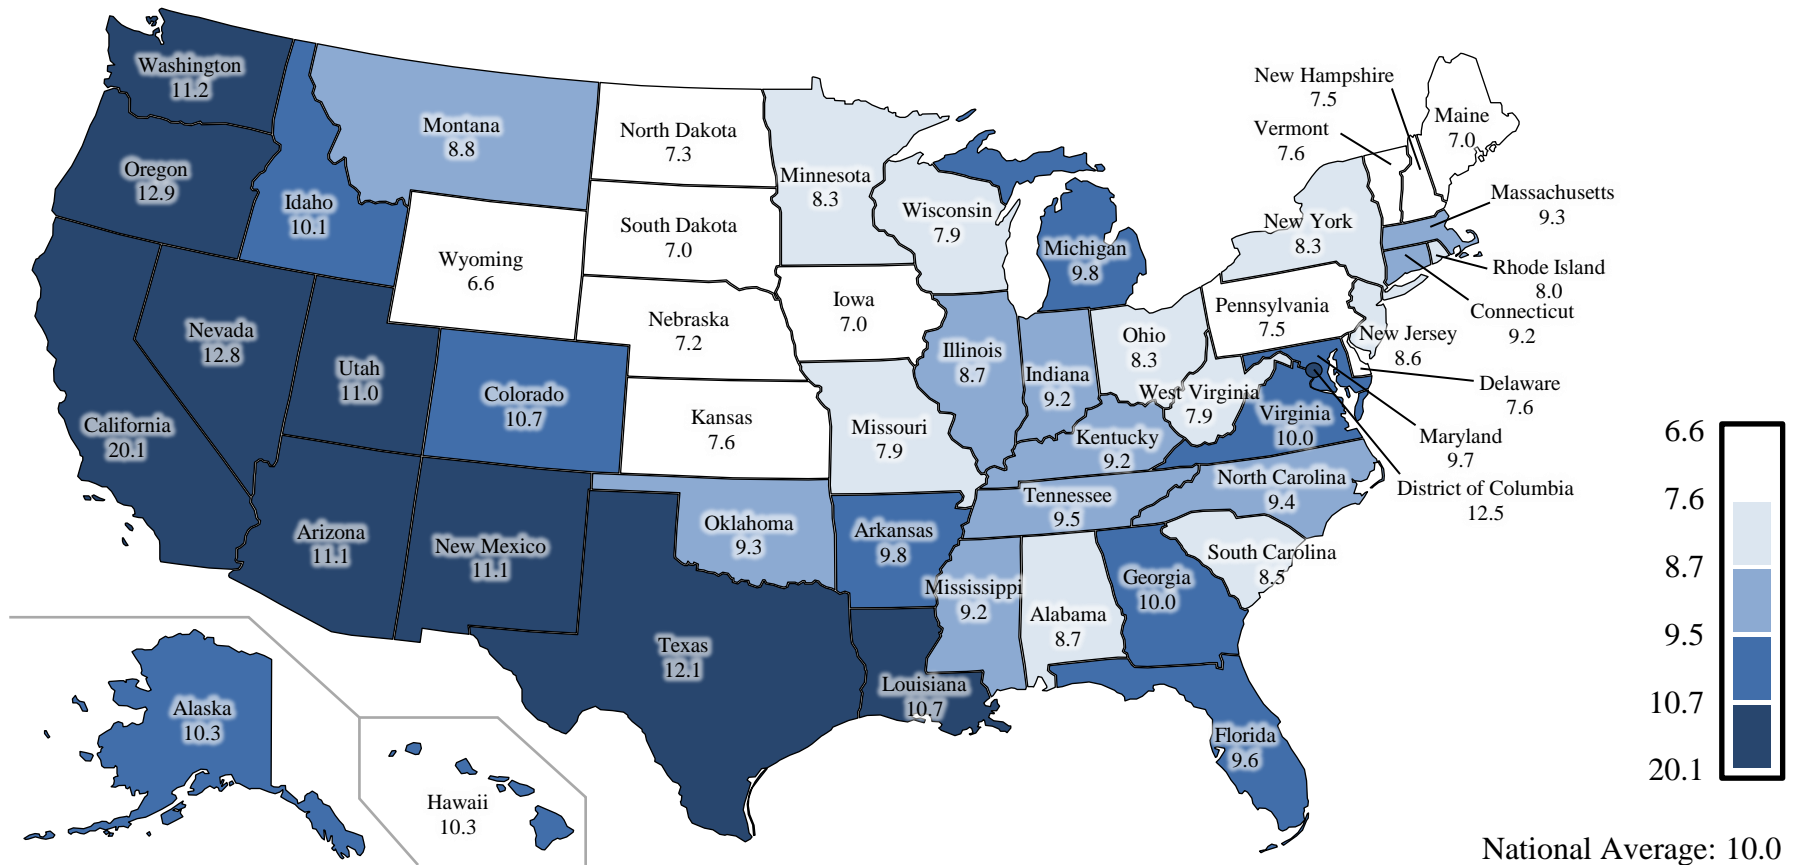 Washington
11.2
Oregon
12.9
California
20.1
Nevada
12.8
Idaho
10.1
Montana
8.8
Wyoming
6.6
Utah
11.0
Colorado
10.7
Arizona
11.1
New Mexico
11.1
North Dakota
7.3
South Dakota
7.0
Nebraska
7.2
Kansas
7.6
Oklahoma
9.3
Texas
12.1
Minnesota
8.3
Iowa
7.0
Missouri
7.9
Arkansas
9.8
Louisiana
10.7
Wisconsin
7.9
Illinois
8.7
Michigan
9.8
Indiana
9.2
Ohio
8.3
Kentucky
9.2
Tennessee
9.5
Mississippi
9.2
Alabama
8.7
Georgia
10.0
Florida
9.6
South Carolina
8.5
North Carolina
9.4
Virginia
10.0
West Virginia
7.9
Pennsylvania
7.5
New York
8.3
Vermont
7.6
New Hampshire
7.5
Maine
7.0
Massachusetts
9.3
Rhode Island
8.0
Connecticut
9.2
New Jersey
8.6
Delaware
7.6
Maryland
9.7
District of Columbia
12.5
Alaska
10.3
Hawaii
10.3
6.6
7.6
8.7
9.5
10.7
20.1
National Average: 10.0